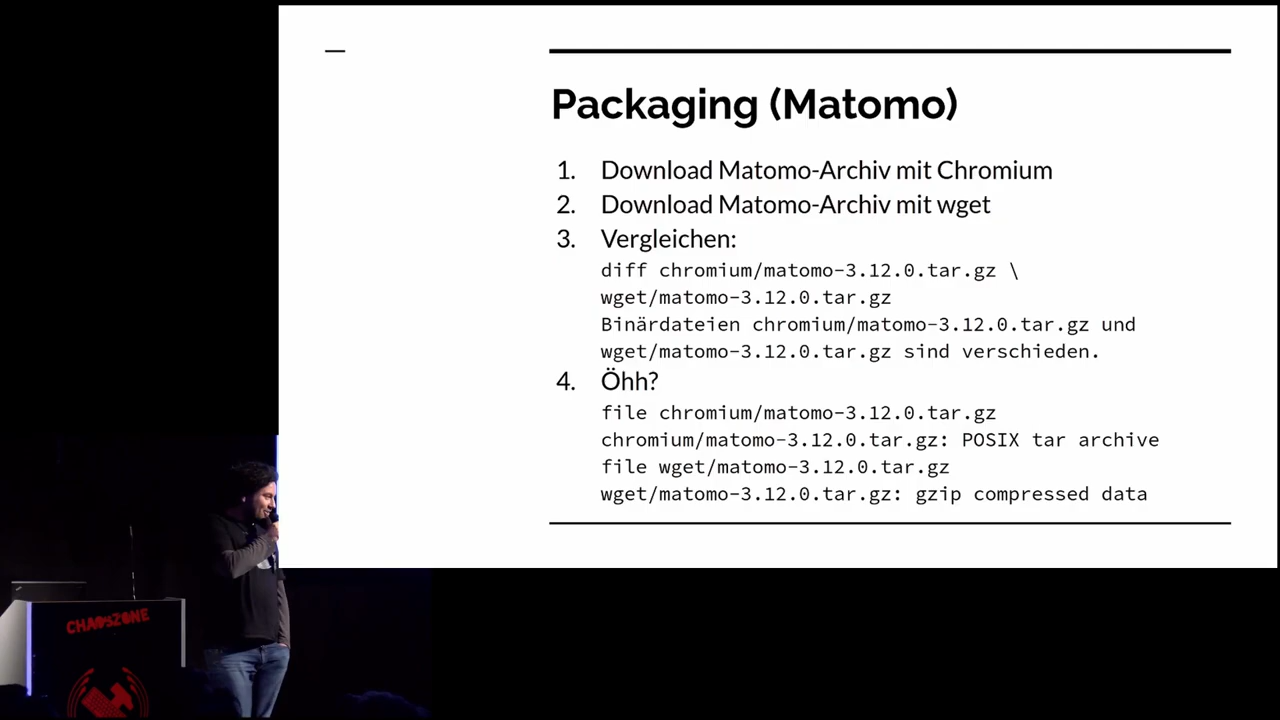 Packaging (Matomo)
1. Download Matomo-Archiv mit Chromium
2. Download Matomo-Archiv mit wget
3. Vergleichen:
diff chromium/matomo-3.12.0.tar.gz \
wget/matomo-3.12.0.tar.gz
Binärdateien chromium/matomo-3.12.0.tar.gz und
wget/matomo-3.12.0.tar.gz sind verschieden.
4. Öhh?
file chromium/matomo-3.12.0.tar.gz
chromium/matomo-3.12.0.tar.gz: POSIX tar archive
file wget/matomo-3.12.0.tar.gz
wget/matomo-3.12.0.tar.gz: gzip compressed data
CHAOSZONE